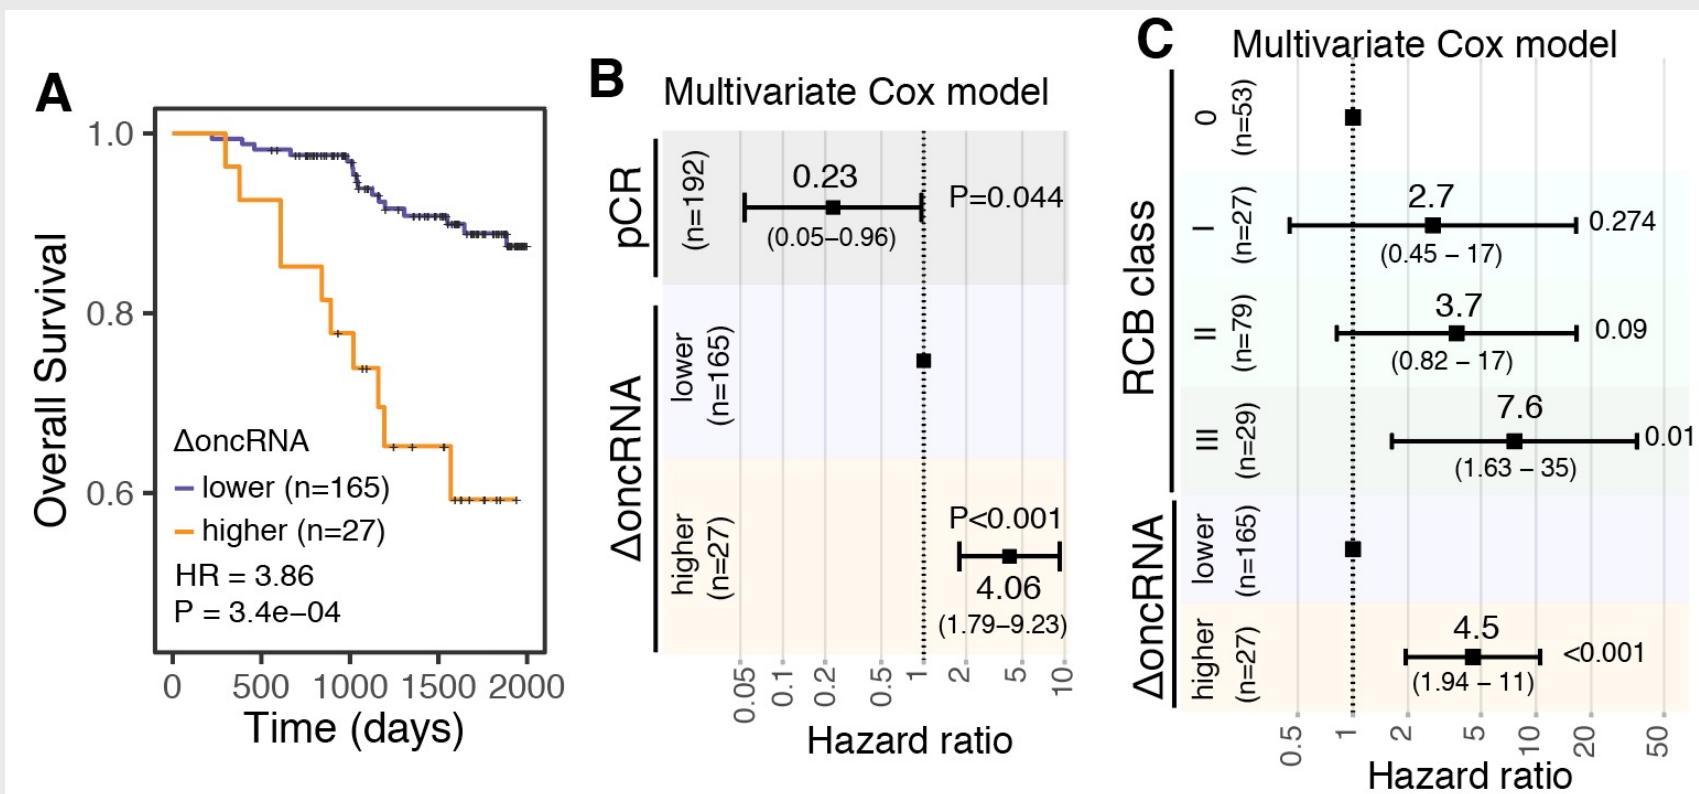 A
Overall Survival
1.0
0.8
0.6
ΔoncRNA
lower (n=165)
higher (n=27)
HR = 3.86
P = 3.4e−04
0 500 1000 1500 2000
Time (days)
B
Multivariate Cox model
pCR
(n=192)
0.23
(0.05−0.96)
P=0.044
ΔoncRNA
lower
(n=165)
higher
(n=27)
P<0.001
4.06
(1.79−9.23)
0.05 0.1 0.2 0.5 1 2 5 10
Hazard ratio
C
Multivariate Cox model
RCB class
0
(n=53)
I
(n=27)
2.7
(0.45 − 17)
0.274
II
(n=79)
3.7
(0.82 − 17)
0.09
III
(n=29)
7.6
(1.63 − 35)
0.01
ΔoncRNA
lower
(n=165)
higher
(n=27)
4.5
(1.94 − 11)
<0.001
0.5 1 2 5 10 20 50
Hazard ratio